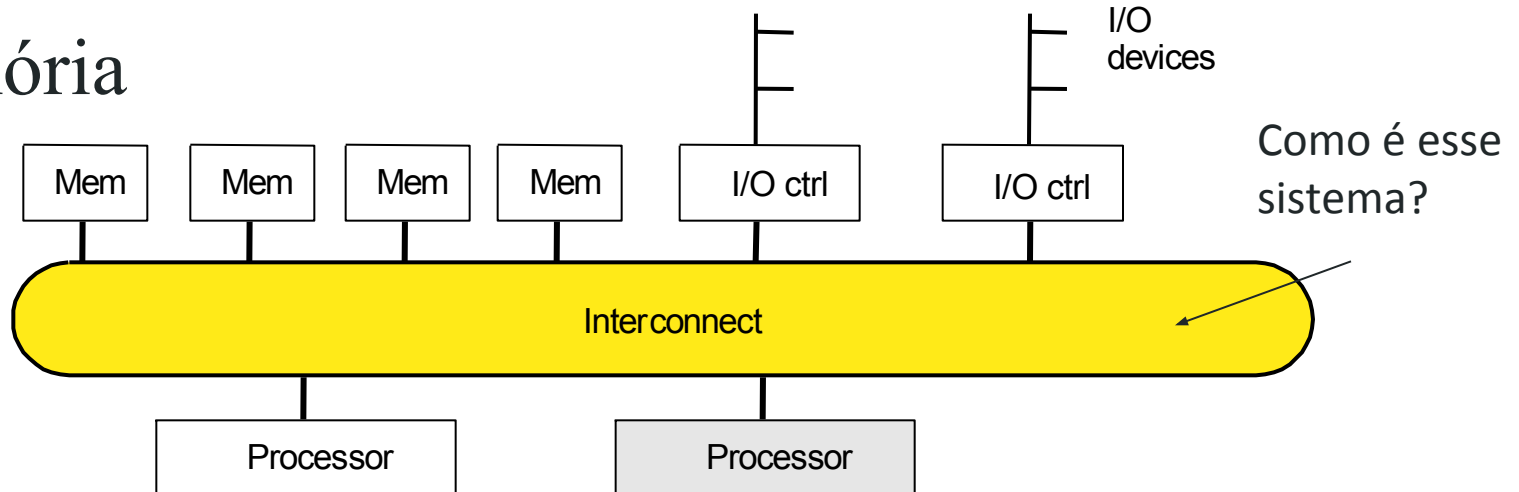 ória
I/O
devices
Como é esse
sistema?
Mem
Mem
Mem
Mem
I/O ctrl
I/O ctrl
Interconnect
Processor
Processor